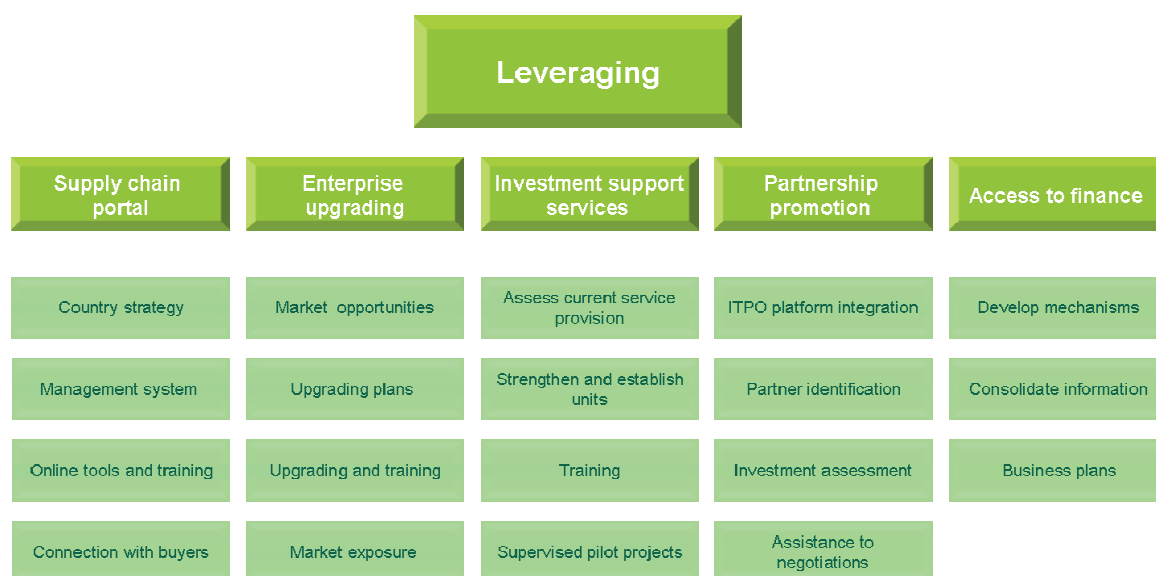 Leveraging
Supply chain
portal
Enterprise
upgrading
Investment support
services
Partnership
promotion
Access to finance
Country strategy
Market opportunities
Assess current service
provision
ITPO platform integration
Develop mechanisms
Management system
Upgrading plans
Strengthen and establish
units
Partner identification
Consolidate information
Online tools and training
Upgrading and training
Training
Investment assessment
Business plans
Connection with buyers
Market exposure
Supervised pilot projects
Assistance to
negotiations